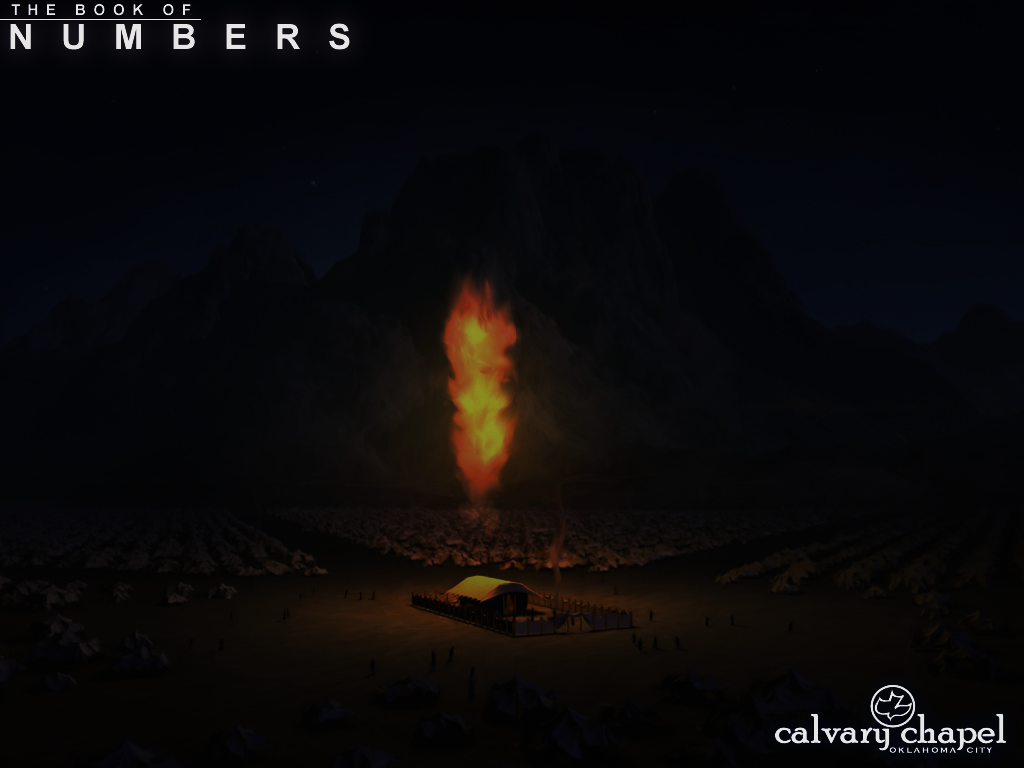 THE BOOK OF
NUMBERS
calvary chapel
OKLAHOMA CITY